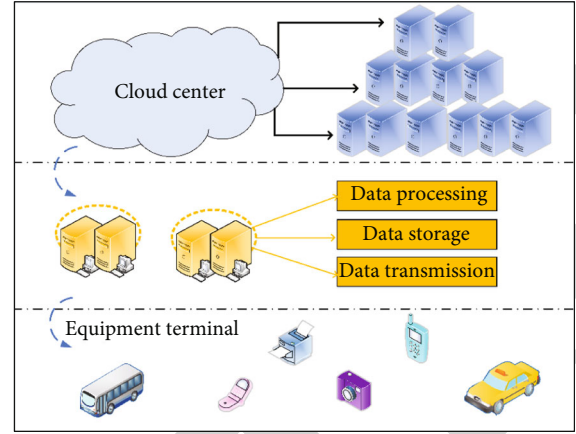 Cloud center
Data processing
Data storage
Data transmission
Equipment terminal